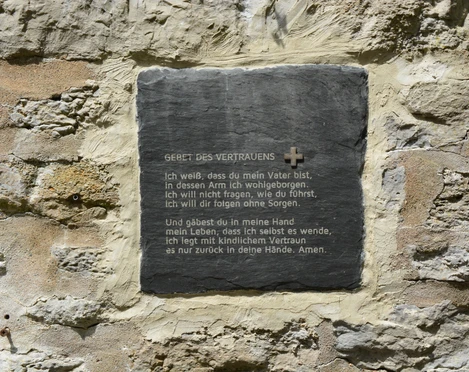 GEBET DES VERTRAUENS
Ich weiß, dass du mein Vater bist,
in dessen Arm ich wohlgeborgen.
Ich will nicht fragen, wie du führst,
ich will dir folgen ohne Sorgen.
Und gäbest du in meine Hand
mein Leben, dass ich selbst es wende,
ich legt mit kindlichem Vertraun
es nur zurück in deine Hände. Amen.